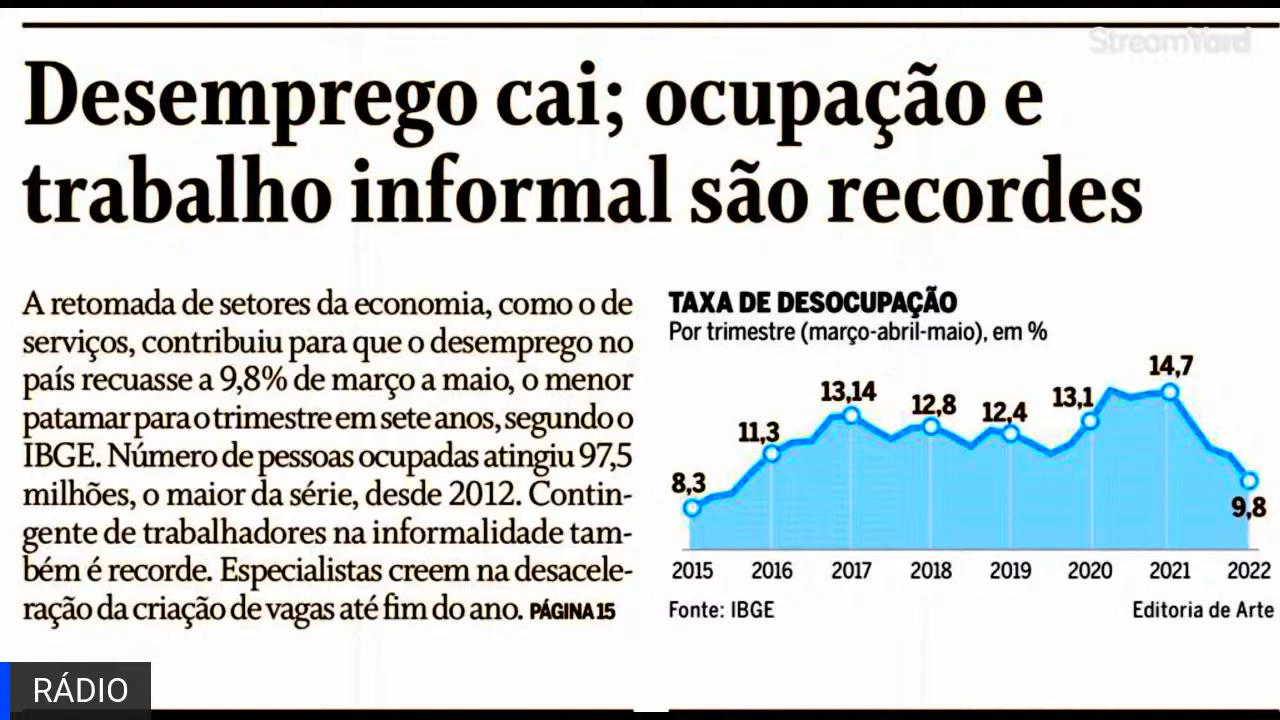 StreamYard
Desemprego cai; ocupação e
trabalho informal são recordes
A retomada de setores da economia, como o de
serviços, contribuiu para que o desemprego no
país recuasse a 9,8% de março a maio, o menor
patamar para o trimestre em sete anos, segundo o
IBGE. Número de pessoas ocupadas atingiu 97,5
milhões, o maior da série, desde 2012. Contin-
gente de trabalhadores na informalidade tam-
bém é recorde. Especialistas creem na desacele-
ração da criação de vagas até fim do ano. PÁGINA 15
TAXA DE DESOCUPAÇÃO
Por trimestre (março-abril-maio), em %
8,3
11,3
13,14
12,8
12,4
13,1
14,7
9,8
2015 2016 2017 2018 2019 2020 2021 2022
Fonte: IBGE Editoria de Arte
RÁDIO